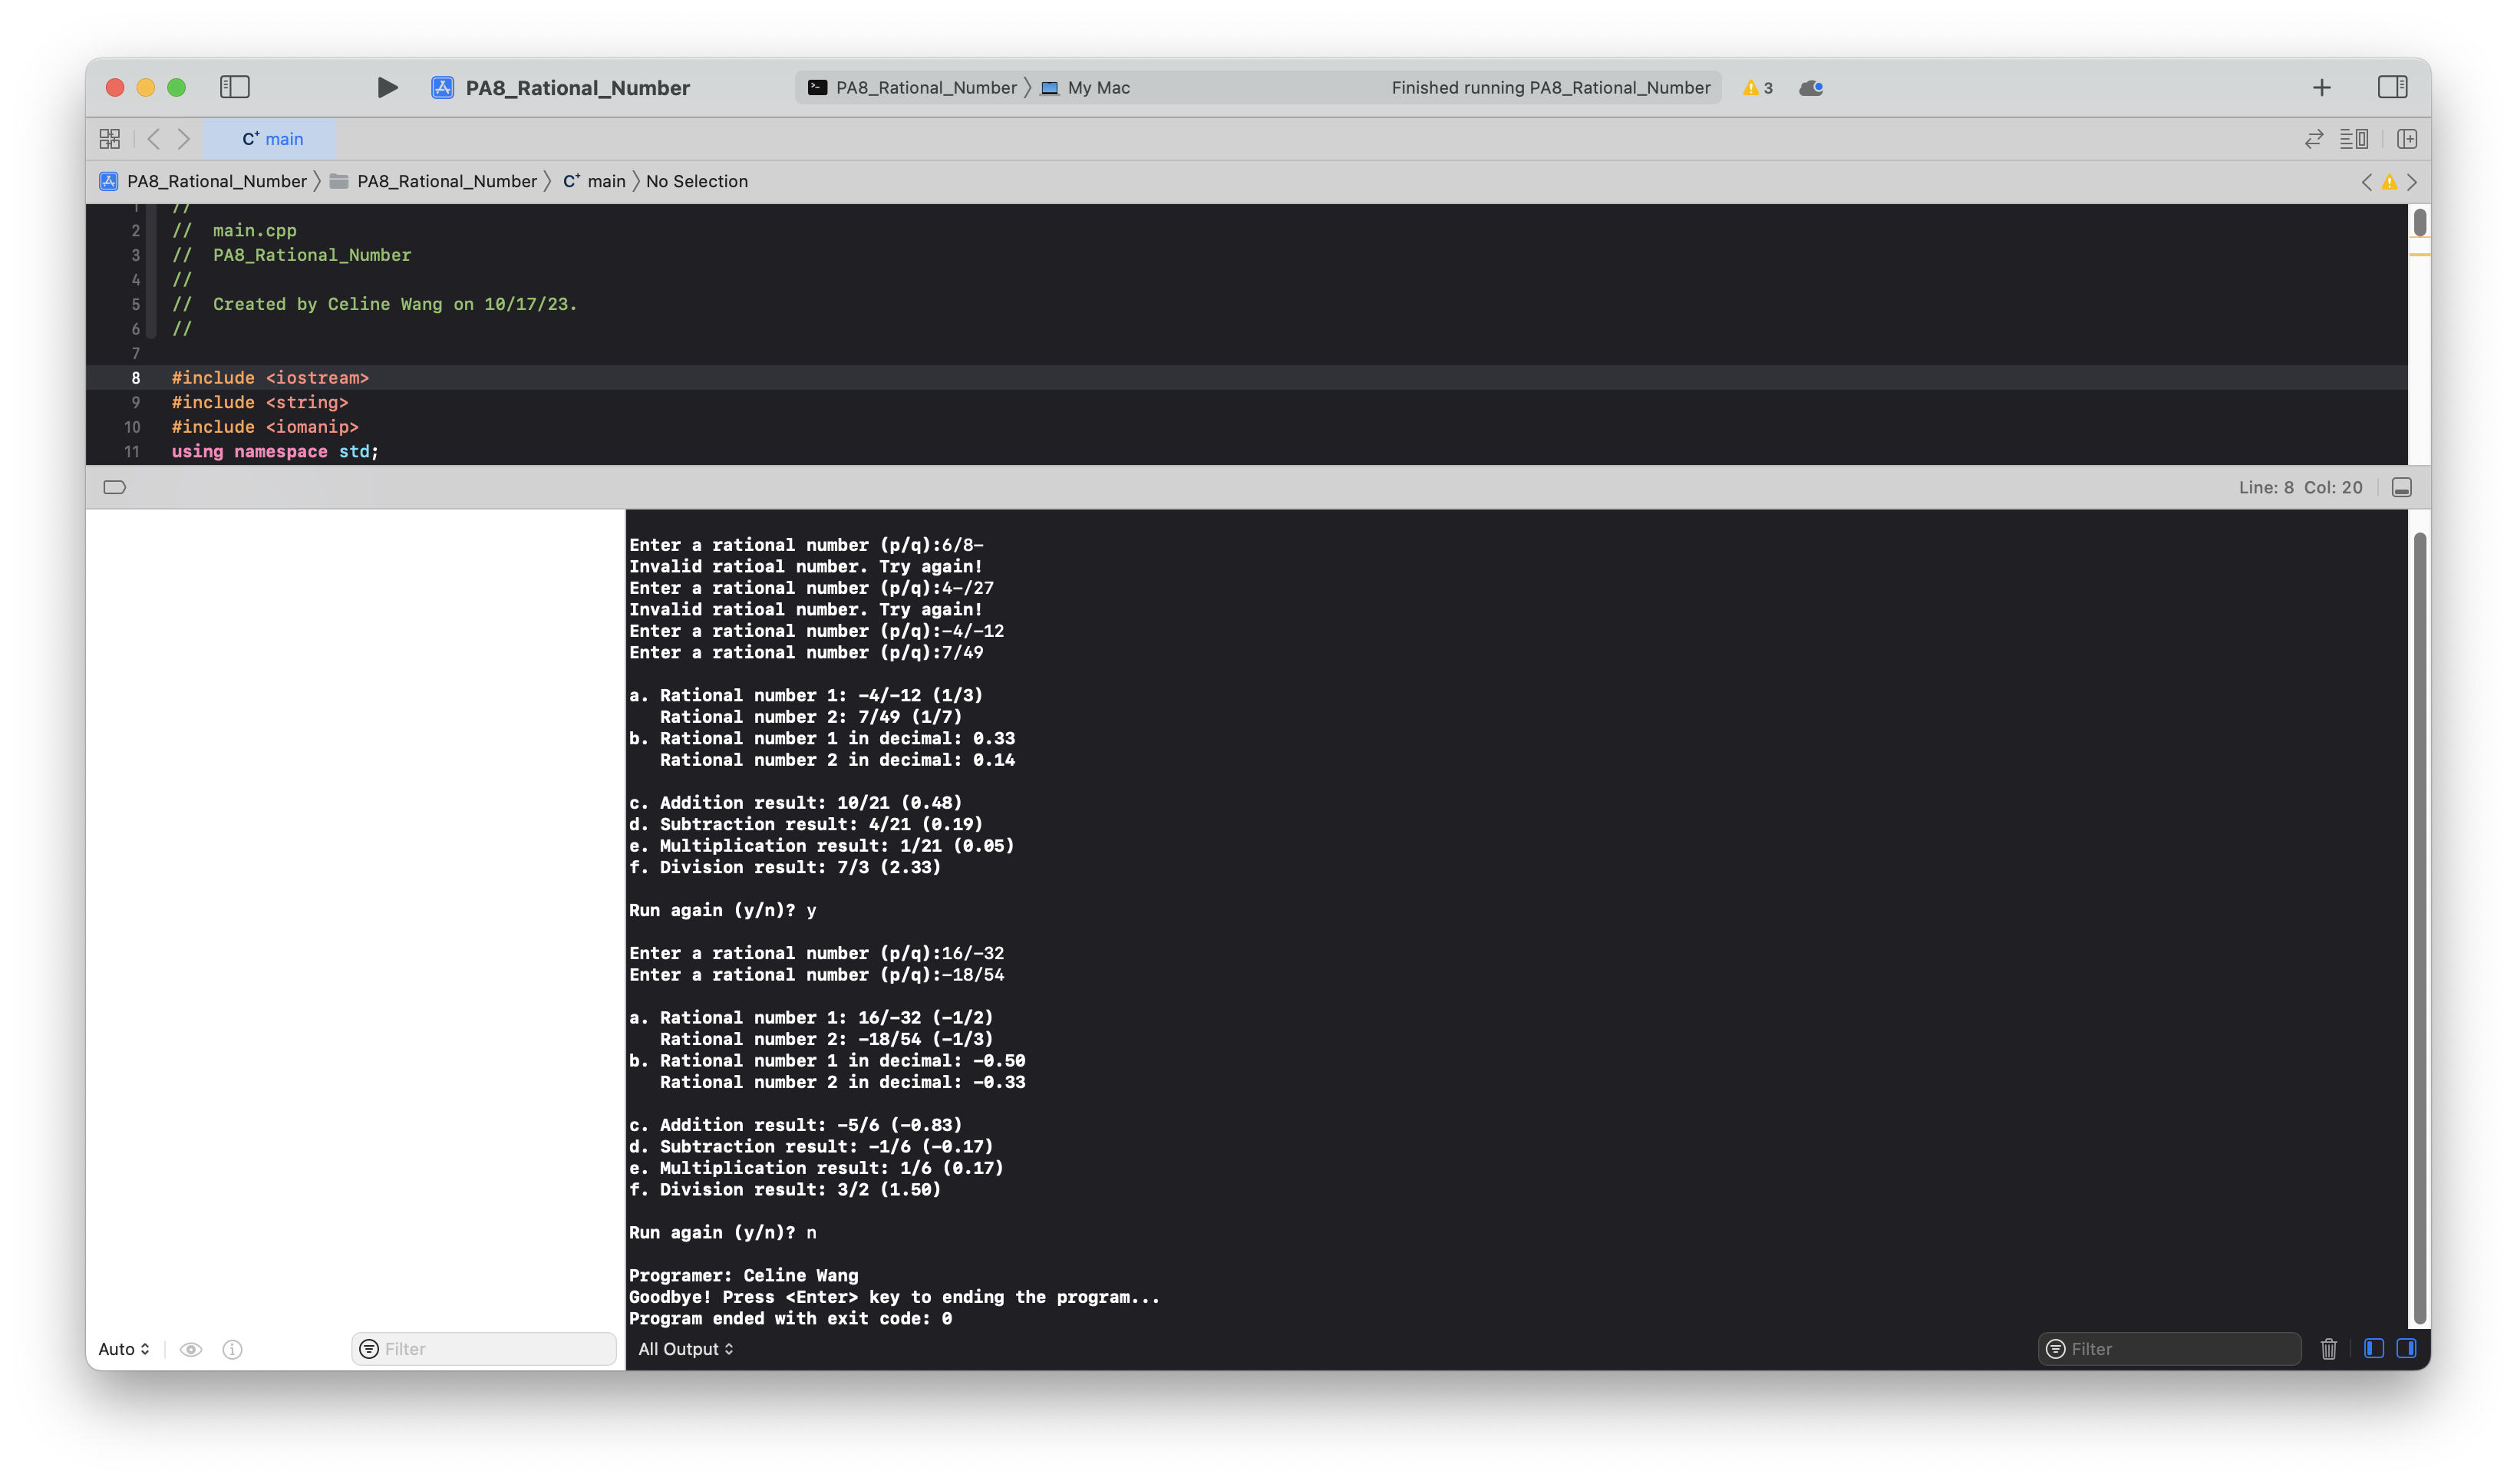 PA8_Rational_Number PA8_Rational_Number My Mac Finished running PA8_Rational_Number 3
C+ main
PA8_Rational_Number PA8_Rational_Number C+ main No Selection
1 //
2 // main.cpp
3 // PA8_Rational_Number
4 //
5 // Created by Celine Wang on 10/17/23.
6 //
7
8 #include <iostream>
9 #include <string>
10 #include <iomanip>
11 using namespace std;
Line: 8 Col: 20
Enter a rational number (p/q):6/8-
Invalid ratioal number. Try again!
Enter a rational number (p/q):4-/27
Invalid ratioal number. Try again!
Enter a rational number (p/q):-4/-12
Enter a rational number (p/q):7/49
a. Rational number 1: -4/-12 (1/3)
Rational number 2: 7/49 (1/7)
b. Rational number 1 in decimal: 0.33
Rational number 2 in decimal: 0.14
c. Addition result: 10/21 (0.48)
d. Subtraction result: 4/21 (0.19)
e. Multiplication result: 1/21 (0.05)
f. Division result: 7/3 (2.33)
Run again (y/n)? y
Enter a rational number (p/q):16/-32
Enter a rational number (p/q):-18/54
a. Rational number 1: 16/-32 (-1/2)
Rational number 2: -18/54 (-1/3)
b. Rational number 1 in decimal: -0.50
Rational number 2 in decimal: -0.33
c. Addition result: -5/6 (-0.83)
d. Subtraction result: -1/6 (-0.17)
e. Multiplication result: 1/6 (0.17)
f. Division result: 3/2 (1.50)
Run again (y/n)? n
Programer: Celine Wang
Goodbye! Press <Enter> key to ending the program...
Program ended with exit code: 0
Auto Filter All Output Filter